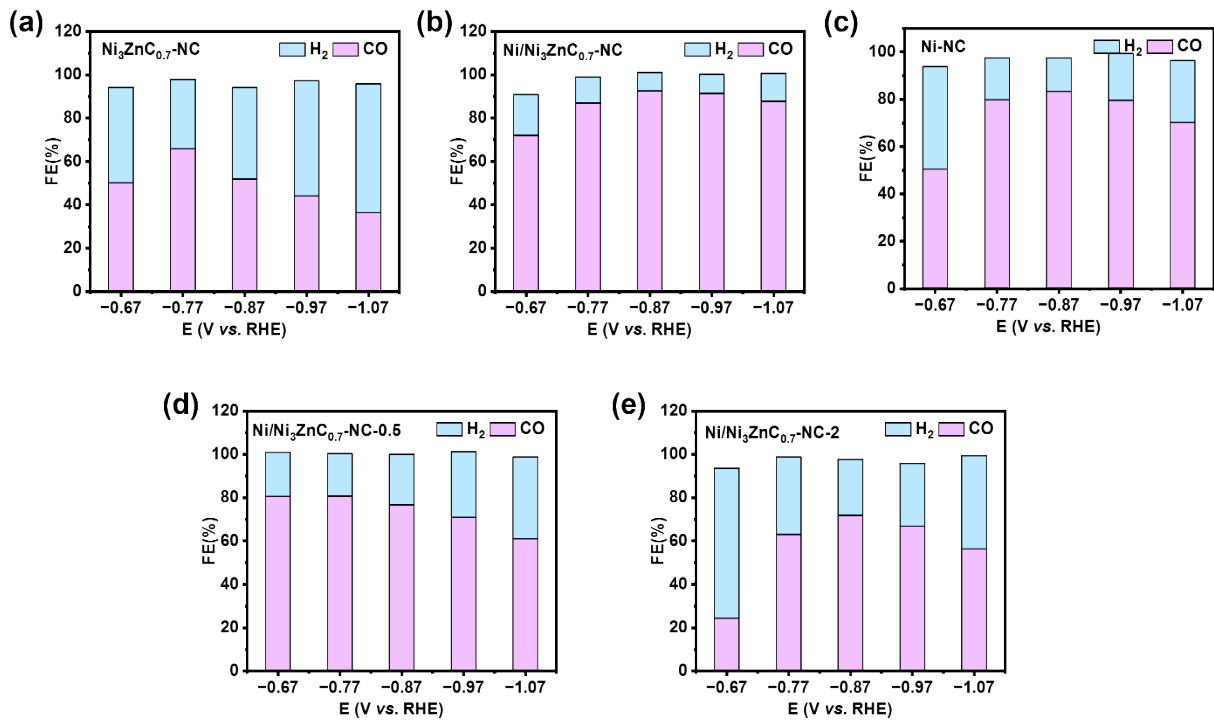 (a)
Ni₃ZnC₀.₇-NC
H₂ CO
120
100
80
60
40
20
0
FE(%)
−0.67 −0.77 −0.87 −0.97 −1.07
E (V vs. RHE)
(b)
Ni/Ni₃ZnC₀.₇-NC
H₂ CO
120
100
80
60
40
20
0
FE(%)
−0.67 −0.77 −0.87 −0.97 −1.07
E (V vs. RHE)
(c)
Ni-NC
H₂ CO
100
80
60
40
20
0
FE(%)
−0.67 −0.77 −0.87 −0.97 −1.07
E (V vs. RHE)
(d)
Ni/Ni₃ZnC₀.₇-NC-0.5
H₂ CO
120
100
80
60
40
20
0
FE(%)
−0.67 −0.77 −0.87 −0.97 −1.07
E (V vs. RHE)
(e)
Ni/Ni₃ZnC₀.₇-NC-2
H₂ CO
120
100
80
60
40
20
0
FE(%)
−0.67 −0.77 −0.87 −0.97 −1.07
E (V vs. RHE)